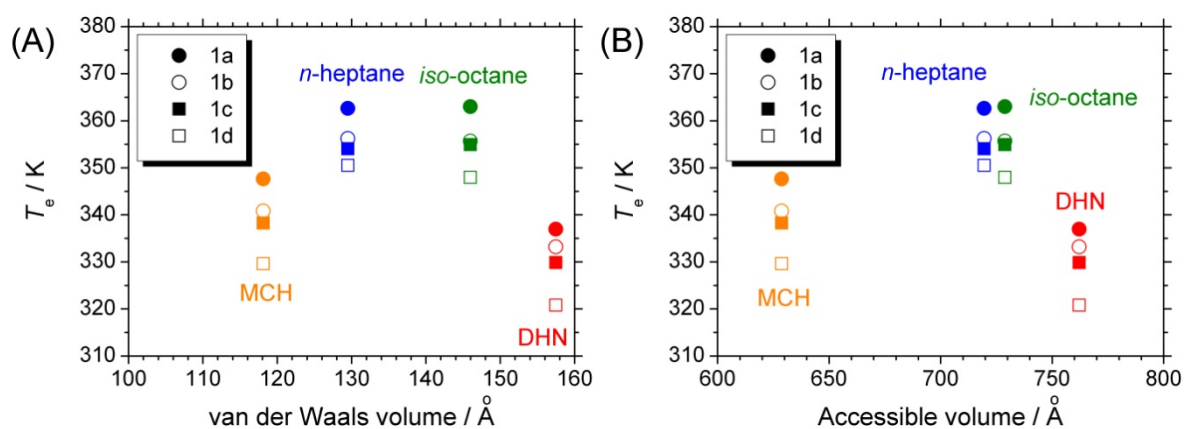 (A)
380
370
360
350
340
330
320
310
Tₑ / K
1a
1b
1c
1d
n-heptane
iso-octane
MCH
DHN
100 110 120 130 140 150 160
van der Waals volume / Å
(B)
380
370
360
350
340
330
320
310
Tₑ / K
1a
1b
1c
1d
n-heptane
iso-octane
DHN
MCH
600 650 700 750 800
Accessible volume / Å